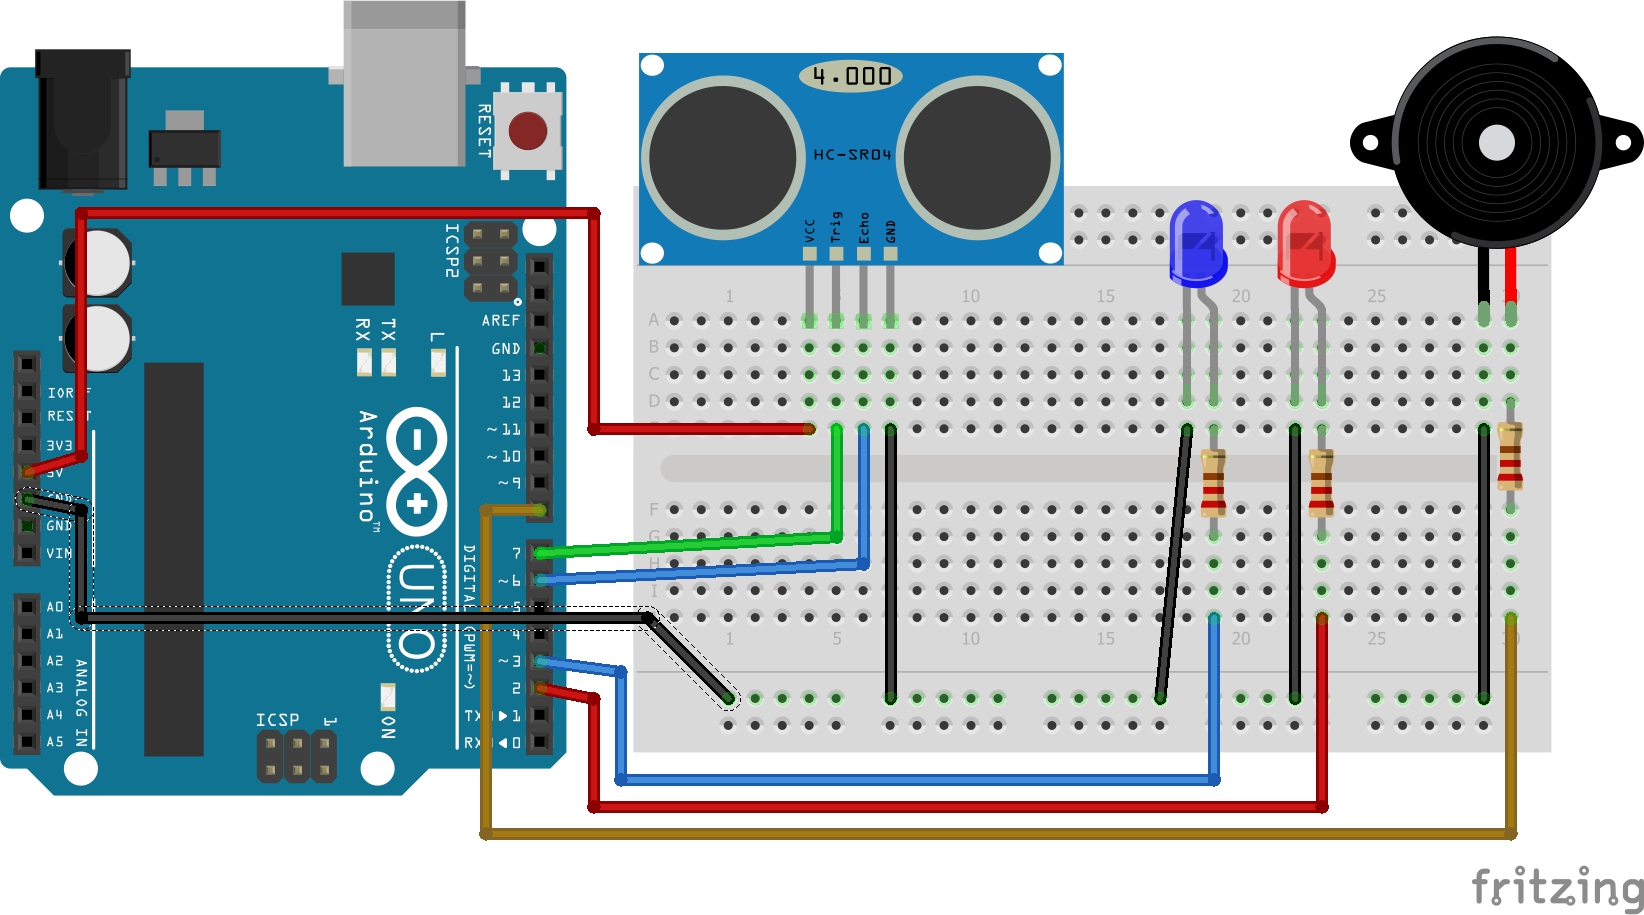 4.000
HC-SR04
VCC
Trig
Echo
GND
RESET
ICSP2
AREF
GND
13
12
~11
~10
~9
7
~6
~5
4
~3
2
TX 1
RX 0
RX
TX
L
RESET
3V3
5V
GND
GND
VIN
A0
A1
A2
A3
A4
A5
ANALOG IN
Arduino™
UNO
DIGITAL (PWM=~)
ICSP
1
ON
1
10
15
20
25
A
B
C
D
F
G
H
I
1
5
10
15
20
25
30
fritzing